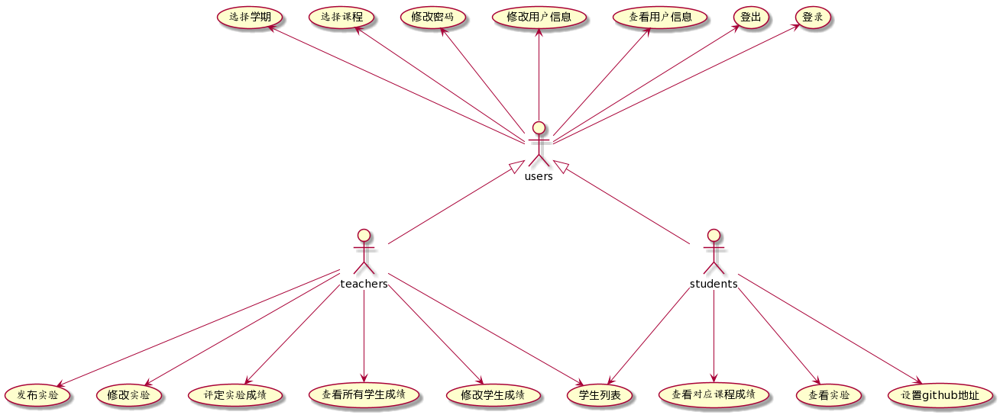 选择学期
选择课程
修改密码
修改用户信息
查看用户信息
登出
登录
users
teachers
students
发布实验
修改实验
评定实验成绩
查看所有学生成绩
修改学生成绩
学生列表
查看对应课程成绩
查看实验
设置github地址